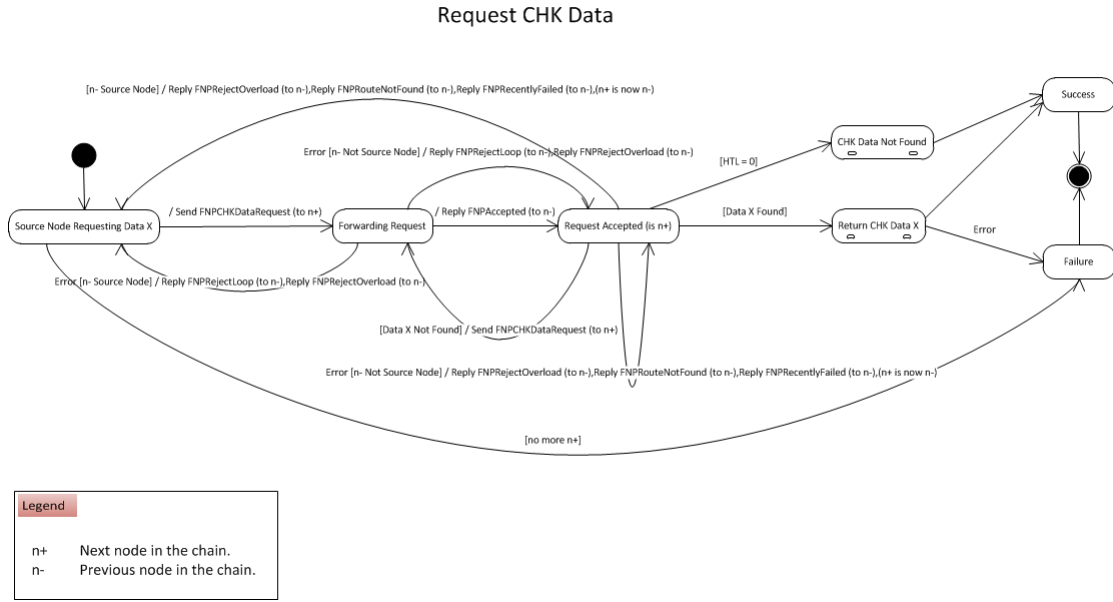 Request CHK Data
[n- Source Node] / Reply FNPRejectOverload (to n-),Reply FNPRouteNotFound (to n-),Reply FNPRecentlyFailed (to n-),(n+ is now n-)
Success
Error [n- Not Source Node] / Reply FNPRejectLoop (to n-),Reply FNPRejectOverload (to n-)
CHK Data Not Found
[HTL = 0]
/ Send FNPCHKDataRequest (to n+)
/ Reply FNPAccepted (to n-)
[Data X Found]
Source Node Requesting Data X
Forwarding Request
Request Accepted (is n+)
Return CHK Data X
Error
Failure
Error [n- Source Node] / Reply FNPRejectLoop (to n-),Reply FNPRejectOverload (to n-)
[Data X Not Found] / Send FNPCHKDataRequest (to n+)
Error [n- Not Source Node] / Reply FNPRejectOverload (to n-),Reply FNPRouteNotFound (to n-),Reply FNPRecentlyFailed (to n-),(n+ is now n-)
[no more n+]
Legend
n+ Next node in the chain.
n- Previous node in the chain.